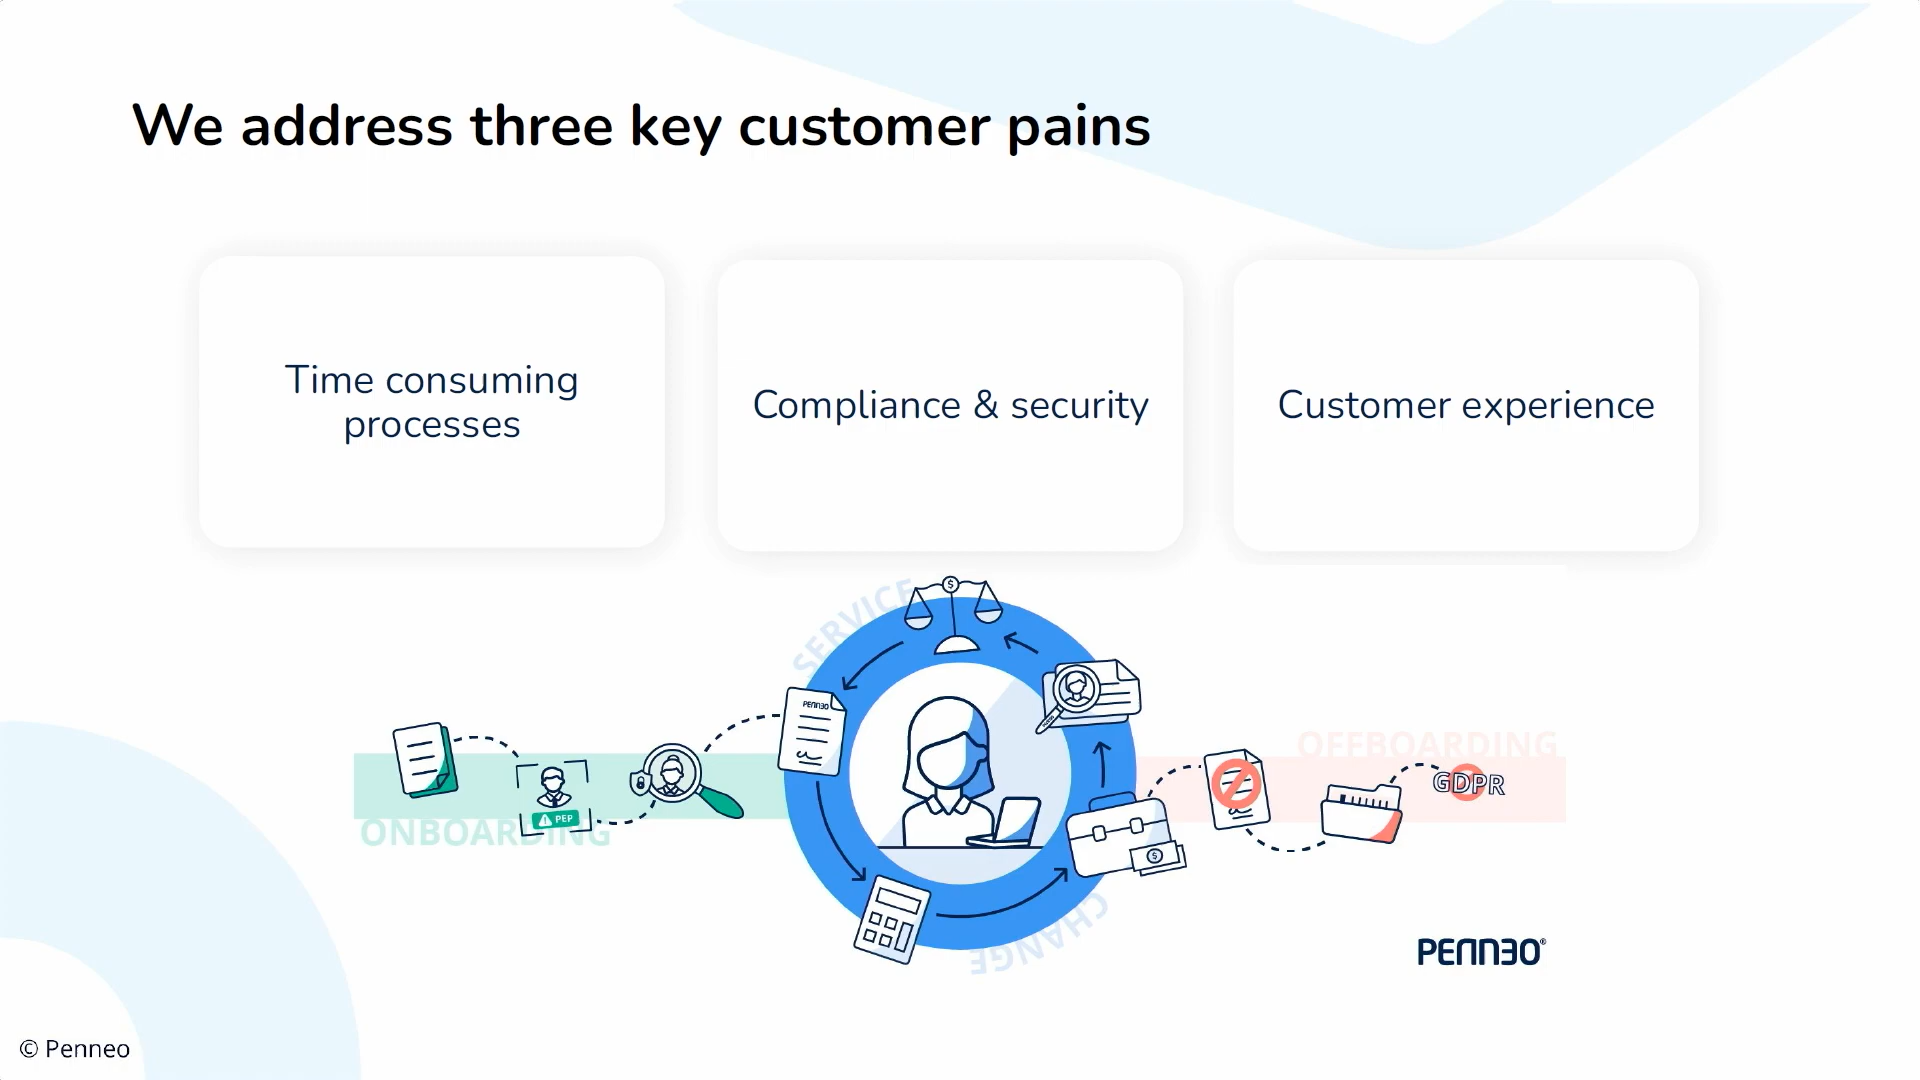 We address three key customer pains
Time consuming
processes
Compliance & security
Customer experience
SERVICE
$
PENNEO
OFFBOARDING
GDPR
PEP
ONBOARDING
$
CHANGE
PENNEO®
© Penneo